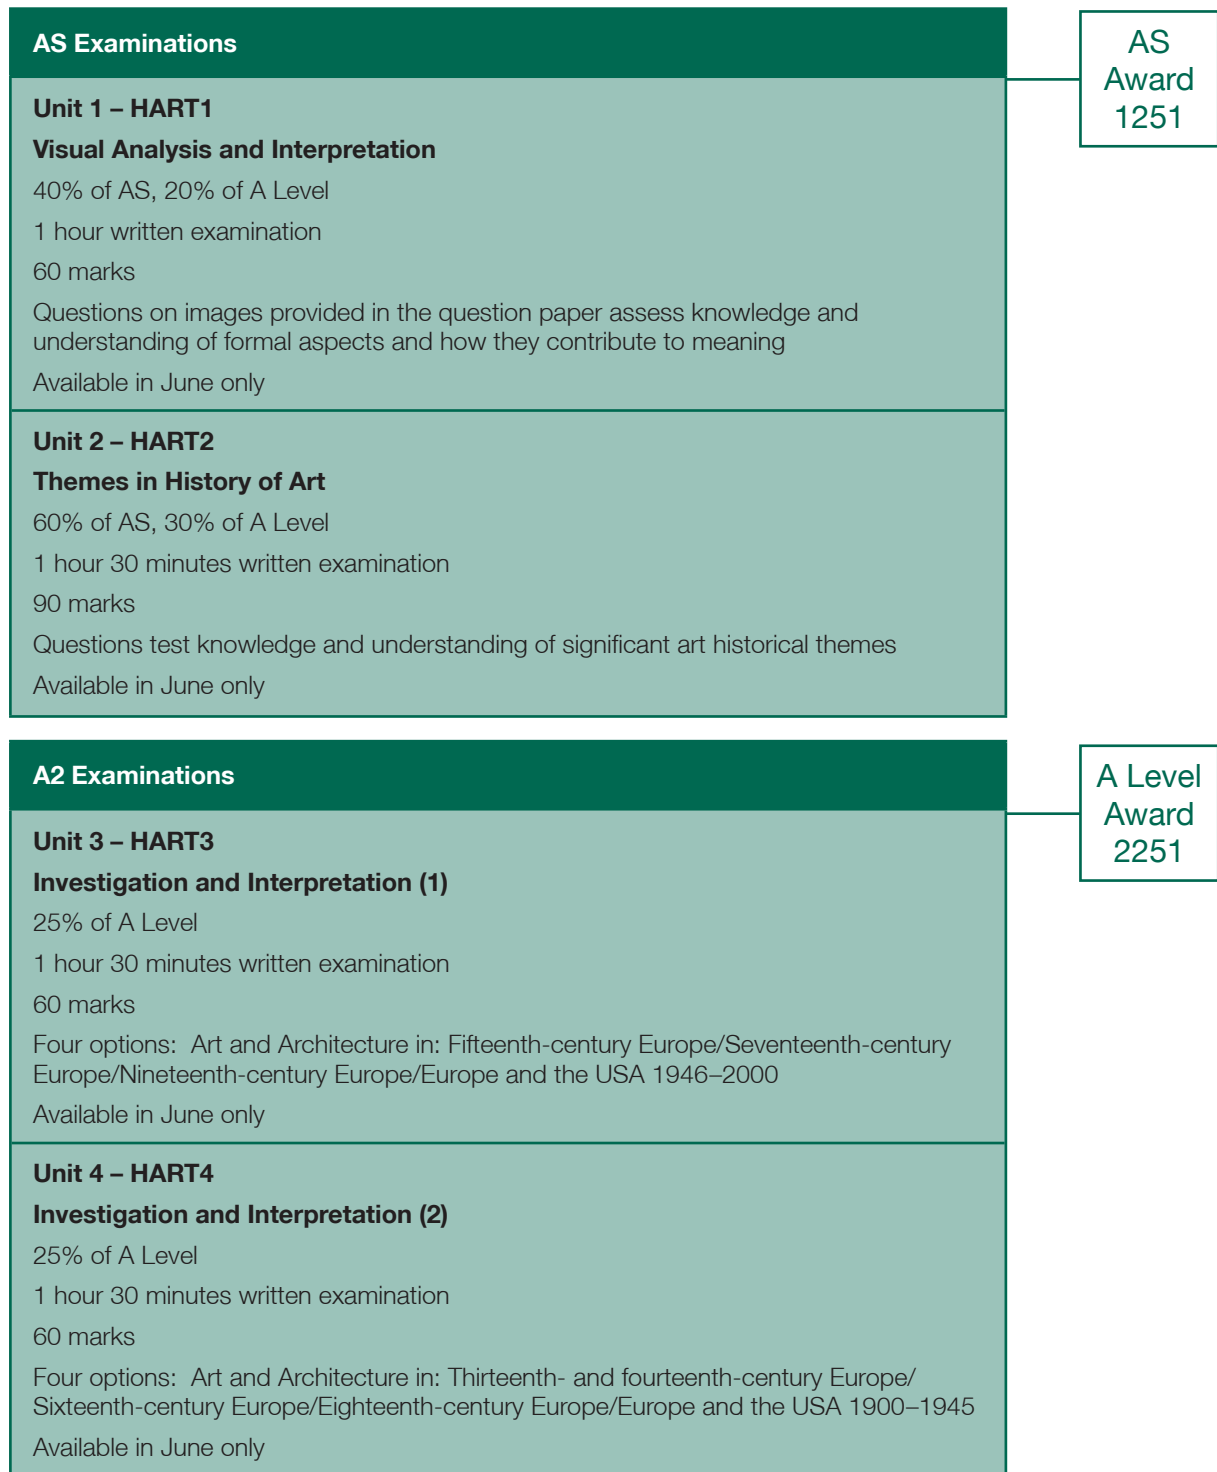 AS Examinations
AS
Award
1251
Unit 1 – HART1
Visual Analysis and Interpretation
40% of AS, 20% of A Level
1 hour written examination
60 marks
Questions on images provided in the question paper assess knowledge and
understanding of formal aspects and how they contribute to meaning
Available in June only
Unit 2 – HART2
Themes in History of Art
60% of AS, 30% of A Level
1 hour 30 minutes written examination
90 marks
Questions test knowledge and understanding of significant art historical themes
Available in June only
A2 Examinations
A Level
Award
2251
Unit 3 – HART3
Investigation and Interpretation (1)
25% of A Level
1 hour 30 minutes written examination
60 marks
Four options:  Art and Architecture in: Fifteenth-century Europe/Seventeenth-century
Europe/Nineteenth-century Europe/Europe and the USA 1946–2000
Available in June only
Unit 4 – HART4
Investigation and Interpretation (2)
25% of A Level
1 hour 30 minutes written examination
60 marks
Four options:  Art and Architecture in: Thirteenth- and fourteenth-century Europe/
Sixteenth-century Europe/Eighteenth-century Europe/Europe and the USA 1900–1945
Available in June only